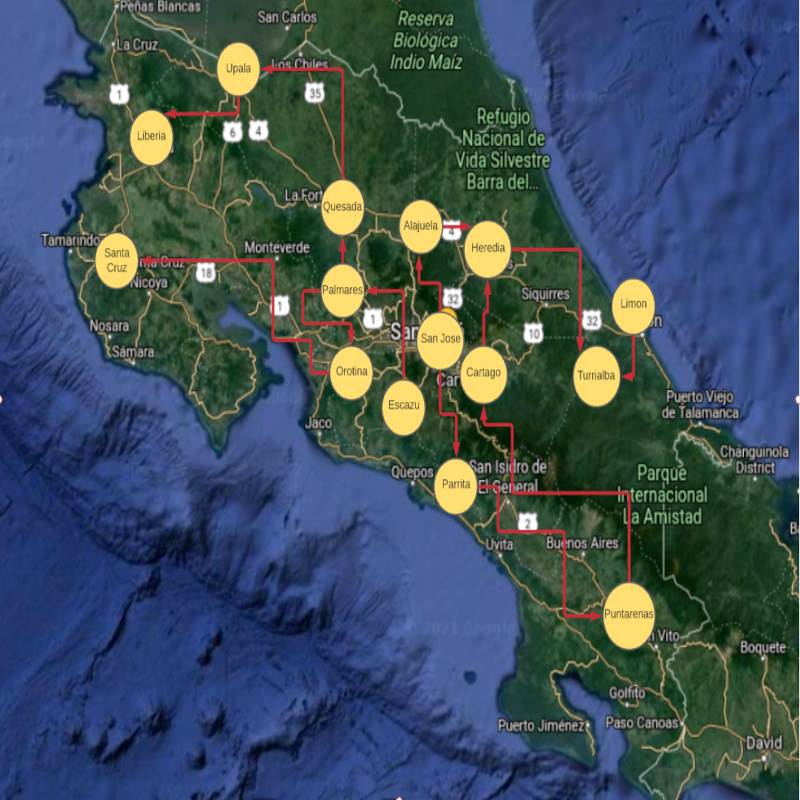 Peñas Blancas
San Carlos
La Cruz
Reserva
Biológica
Indio Maíz
Upala
Los Chiles
1
35
Refugio
Nacional de
Vida Silvestre
Barra del...
Liberia
6
4
La Fort
Quesada
Alajuela
4
Heredia
Tamarindo
Santa
Cruz
Cruz
18
Monteverde
Nicoya
Palmares
1
32
Siquirres
Limon
Nosara
1
San
San Jose
10
32
Sámara
Orotina
Car
Cartago
Turrialba
Escazu
Puerto Viejo
de Talamanca
Jaco
Changuinola
District
Quepos
Parrita
San Isidro de
El General
Parque
Internacional
La Amistad
2
Uvita
Buenos Aires
Puntarenas
Vito
Boquete
Golfito
Puerto Jiménez
Paso Canoas
David